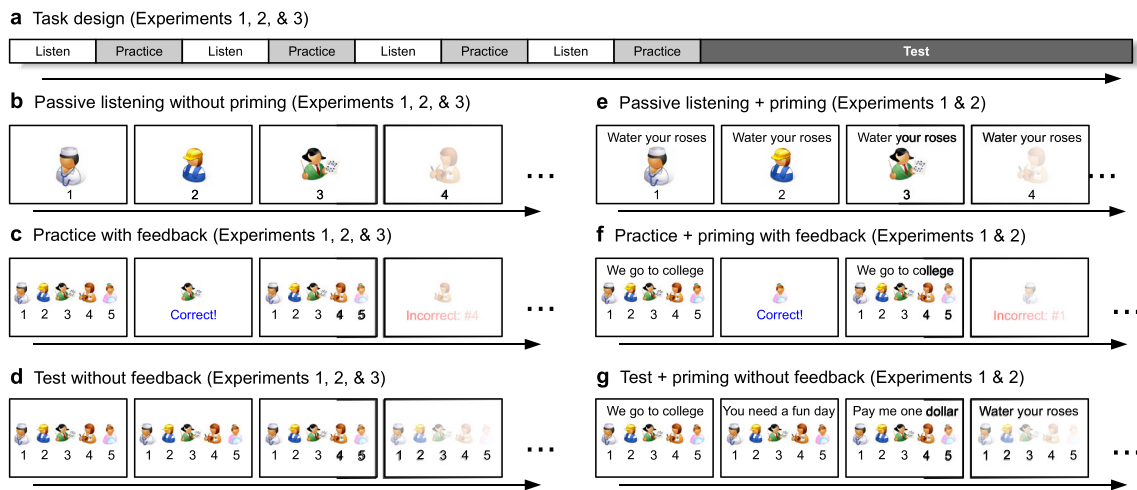 a Task design (Experiments 1, 2, & 3)
Listen Practice Listen Practice Listen Practice Listen Practice Test
b Passive listening without priming (Experiments 1, 2, & 3)
1 2 3 4 ...
c Practice with feedback (Experiments 1, 2, & 3)
1 2 3 4 5 Correct! 1 2 3 4 5 Incorrect: #4 ...
d Test without feedback (Experiments 1, 2, & 3)
1 2 3 4 5 1 2 3 4 5 1 2 3 4 5 1 2 3 4 5 ...
e Passive listening + priming (Experiments 1 & 2)
Water your roses Water your roses Water your roses Water your roses
1 2 3 4 ...
f Practice + priming with feedback (Experiments 1 & 2)
We go to college We go to college
1 2 3 4 5 Correct! 1 2 3 4 5 Incorrect: #1 ...
g Test + priming without feedback (Experiments 1 & 2)
We go to college You need a fun day Pay me one dollar Water your roses
1 2 3 4 5 1 2 3 4 5 1 2 3 4 5 1 2 3 4 5 ...